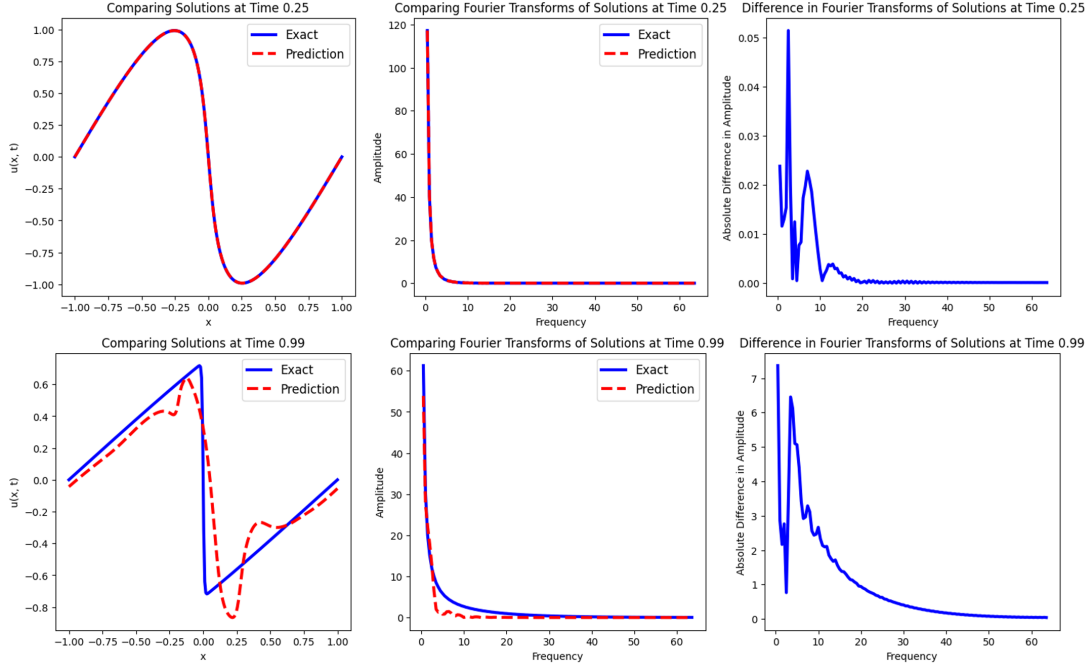 Comparing Solutions at Time 0.25
1.00
0.75
0.50
0.25
0.00
−0.25
−0.50
−0.75
−1.00
u(x, t)
Exact
Prediction
−1.00 −0.75 −0.50 −0.25 0.00 0.25 0.50 0.75 1.00
x
Comparing Fourier Transforms of Solutions at Time 0.25
120
100
80
60
40
20
0
Amplitude
Exact
Prediction
0 10 20 30 40 50 60
Frequency
Difference in Fourier Transforms of Solutions at Time 0.25
0.05
0.04
0.03
0.02
0.01
0.00
Absolute Difference in Amplitude
0 10 20 30 40 50 60
Frequency
Comparing Solutions at Time 0.99
0.6
0.4
0.2
0.0
−0.2
−0.4
−0.6
−0.8
u(x, t)
Exact
Prediction
−1.00 −0.75 −0.50 −0.25 0.00 0.25 0.50 0.75 1.00
x
Comparing Fourier Transforms of Solutions at Time 0.99
60
50
40
30
20
10
0
Amplitude
Exact
Prediction
0 10 20 30 40 50 60
Frequency
Difference in Fourier Transforms of Solutions at Time 0.99
7
6
5
4
3
2
1
0
Absolute Difference in Amplitude
0 10 20 30 40 50 60
Frequency